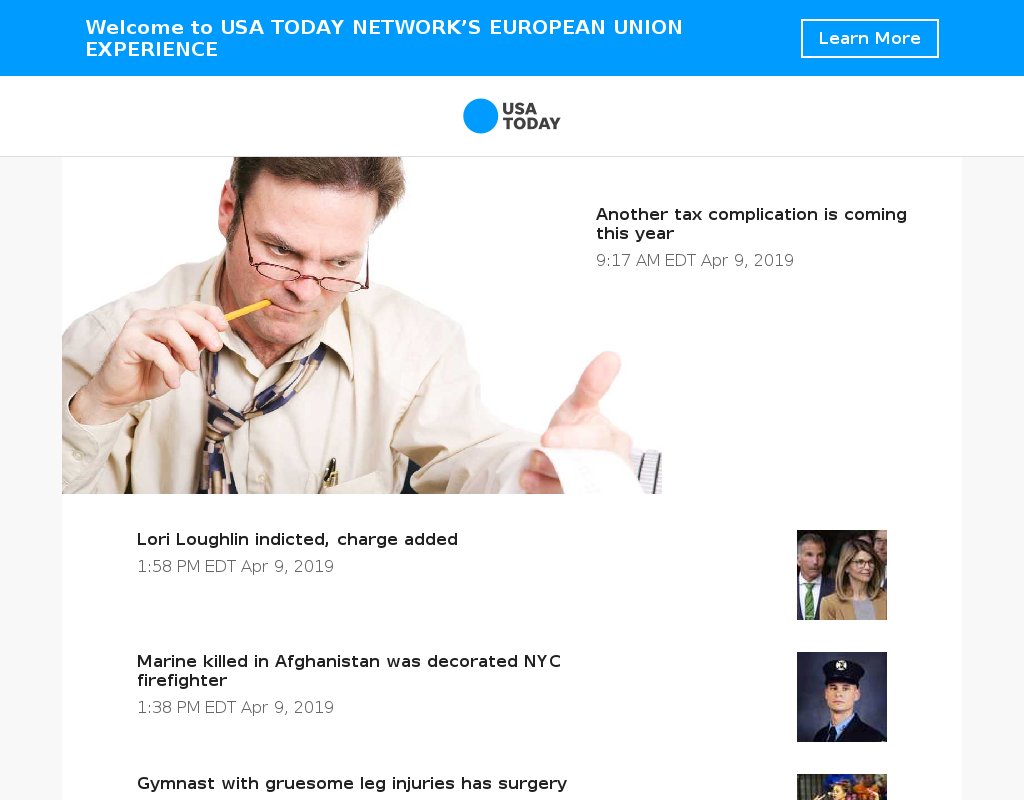 Welcome to USA TODAY NETWORK’S EUROPEAN UNION
EXPERIENCE
Learn More
USA
TODAY
Another tax complication is coming
this year
9:17 AM EDT Apr 9, 2019
Lori Loughlin indicted, charge added
1:58 PM EDT Apr 9, 2019
Marine killed in Afghanistan was decorated NYC
firefighter
1:38 PM EDT Apr 9, 2019
Gymnast with gruesome leg injuries has surgery